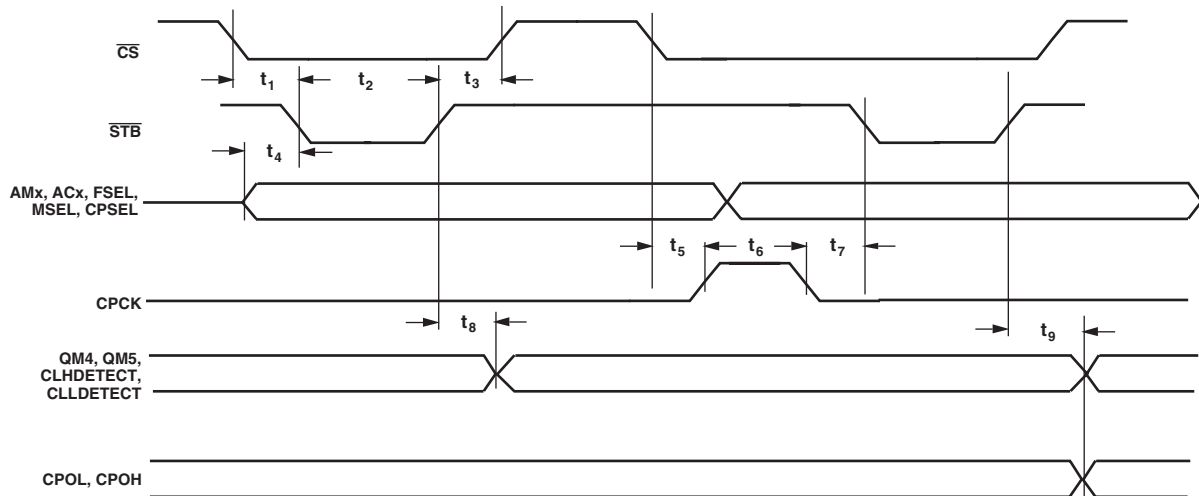 CS
t1
t2
t3
STB
t4
AMx, ACx, FSEL,
MSEL, CPSEL
t5
t6
t7
CPCK
t8
t9
QM4, QM5,
CLHDETECT,
CLLDETECT
CPOL, CPOH